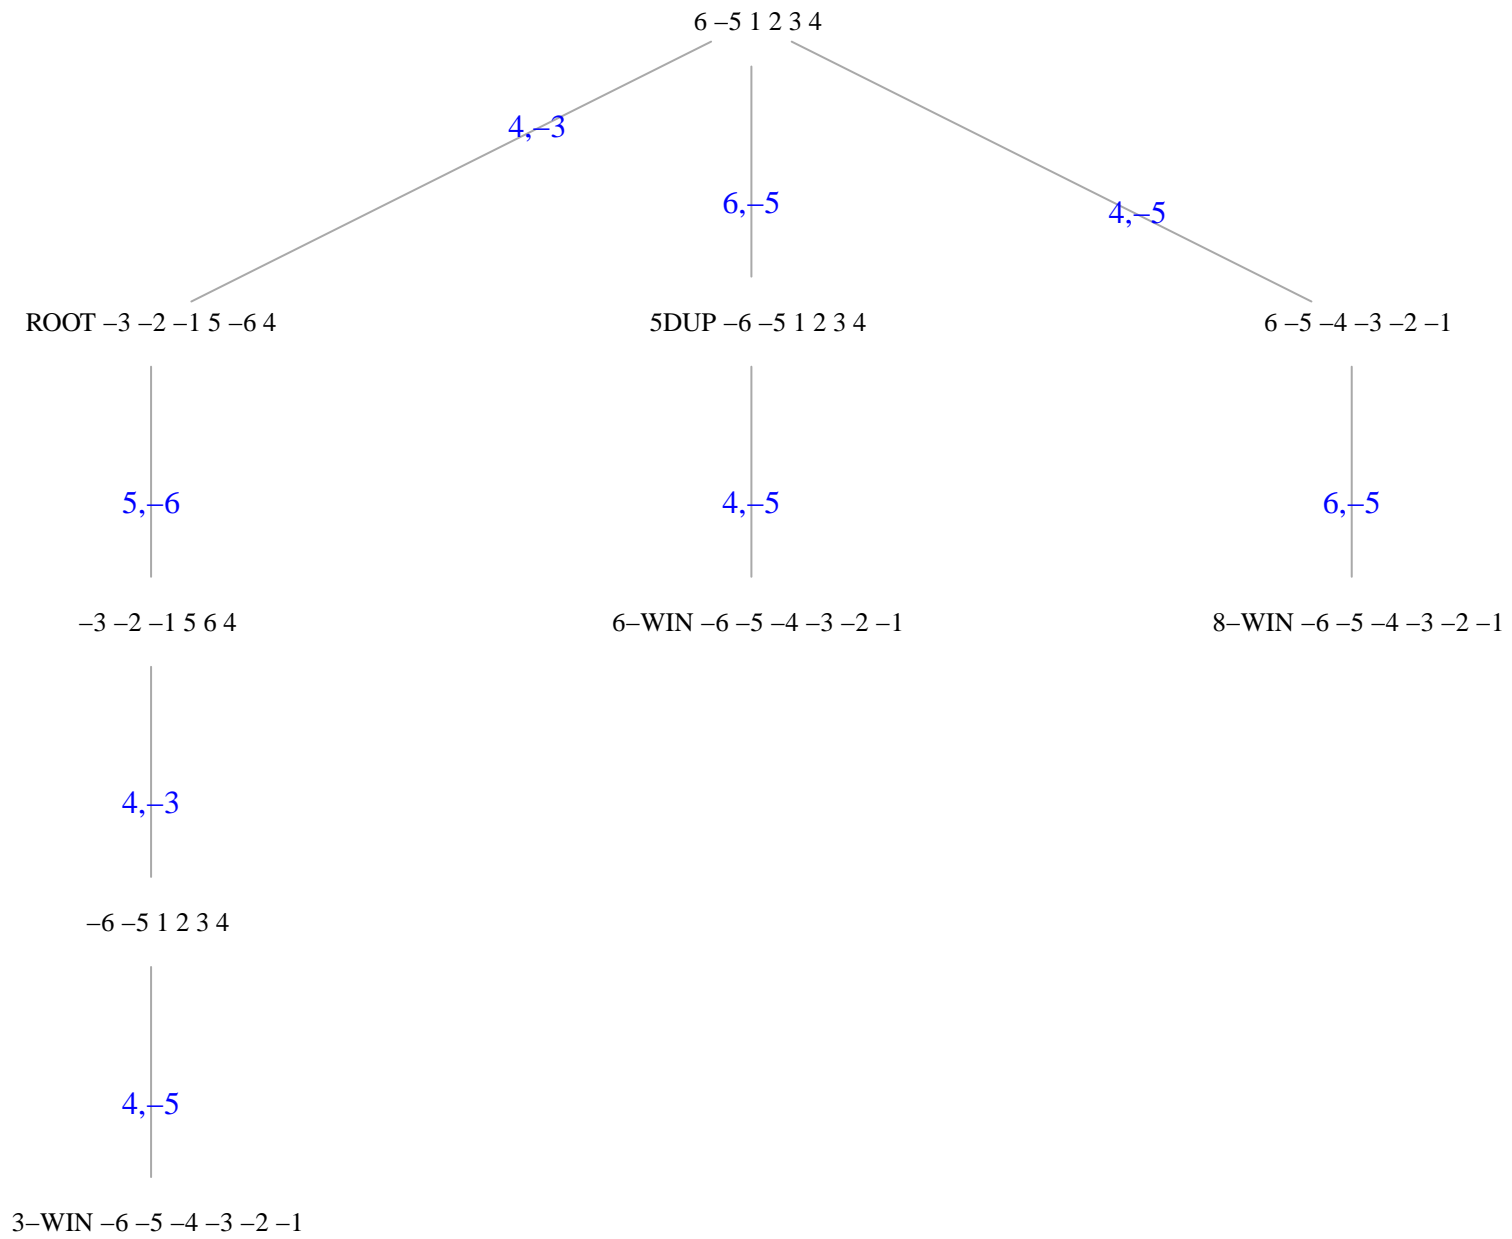 6 –5 1 2 3 4
4,–3
6,–5
4,–5
ROOT –3 –2 –1 5 –6 4
5DUP –6 –5 1 2 3 4
6 –5 –4 –3 –2 –1
5,–6
4,–5
6,–5
–3 –2 –1 5 6 4
6–WIN –6 –5 –4 –3 –2 –1
8–WIN –6 –5 –4 –3 –2 –1
4,–3
–6 –5 1 2 3 4
4,–5
3–WIN –6 –5 –4 –3 –2 –1